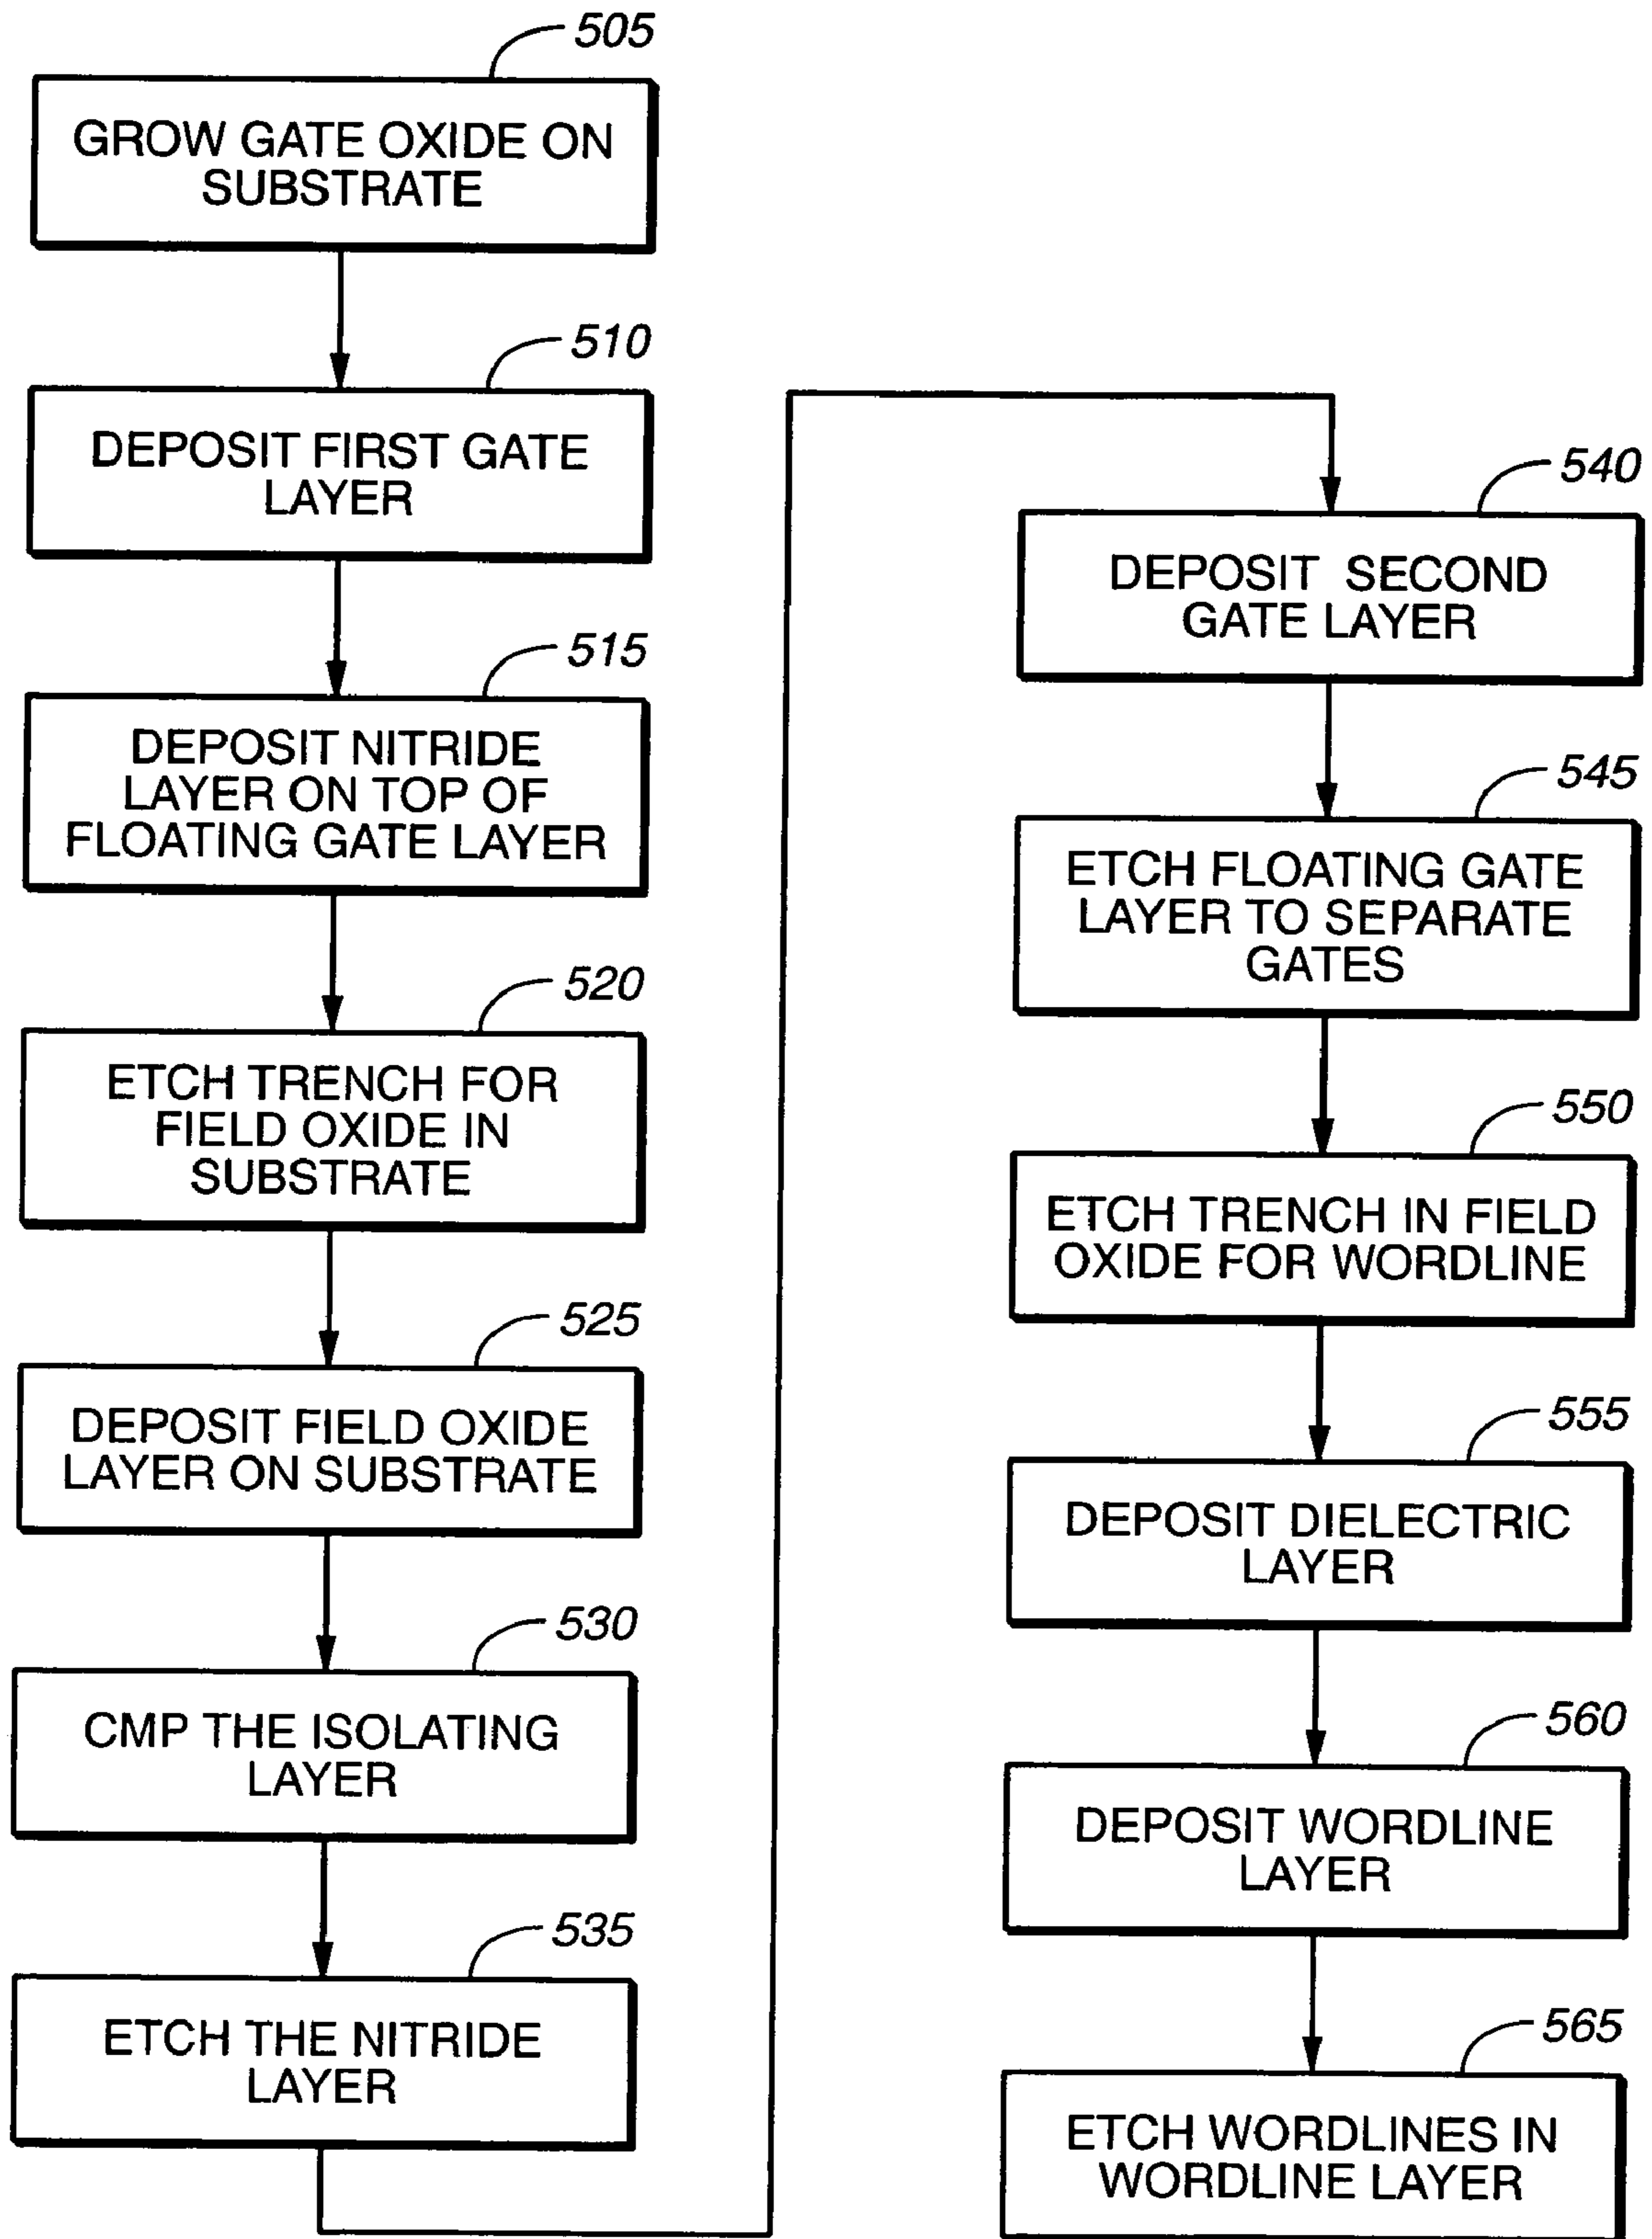 505
GROW GATE OXIDE ON
SUBSTRATE
510
DEPOSIT FIRST GATE
LAYER
515
DEPOSIT NITRIDE
LAYER ON TOP OF
FLOATING GATE LAYER
520
ETCH TRENCH FOR
FIELD OXIDE IN
SUBSTRATE
525
DEPOSIT FIELD OXIDE
LAYER ON SUBSTRATE
530
CMP THE ISOLATING
LAYER
535
ETCH THE NITRIDE
LAYER
540
DEPOSIT SECOND
GATE LAYER
545
ETCH FLOATING GATE
LAYER TO SEPARATE
GATES
550
ETCH TRENCH IN FIELD
OXIDE FOR WORDLINE
555
DEPOSIT DIELECTRIC
LAYER
560
DEPOSIT WORDLINE
LAYER
565
ETCH WORDLINES IN
WORDLINE LAYER